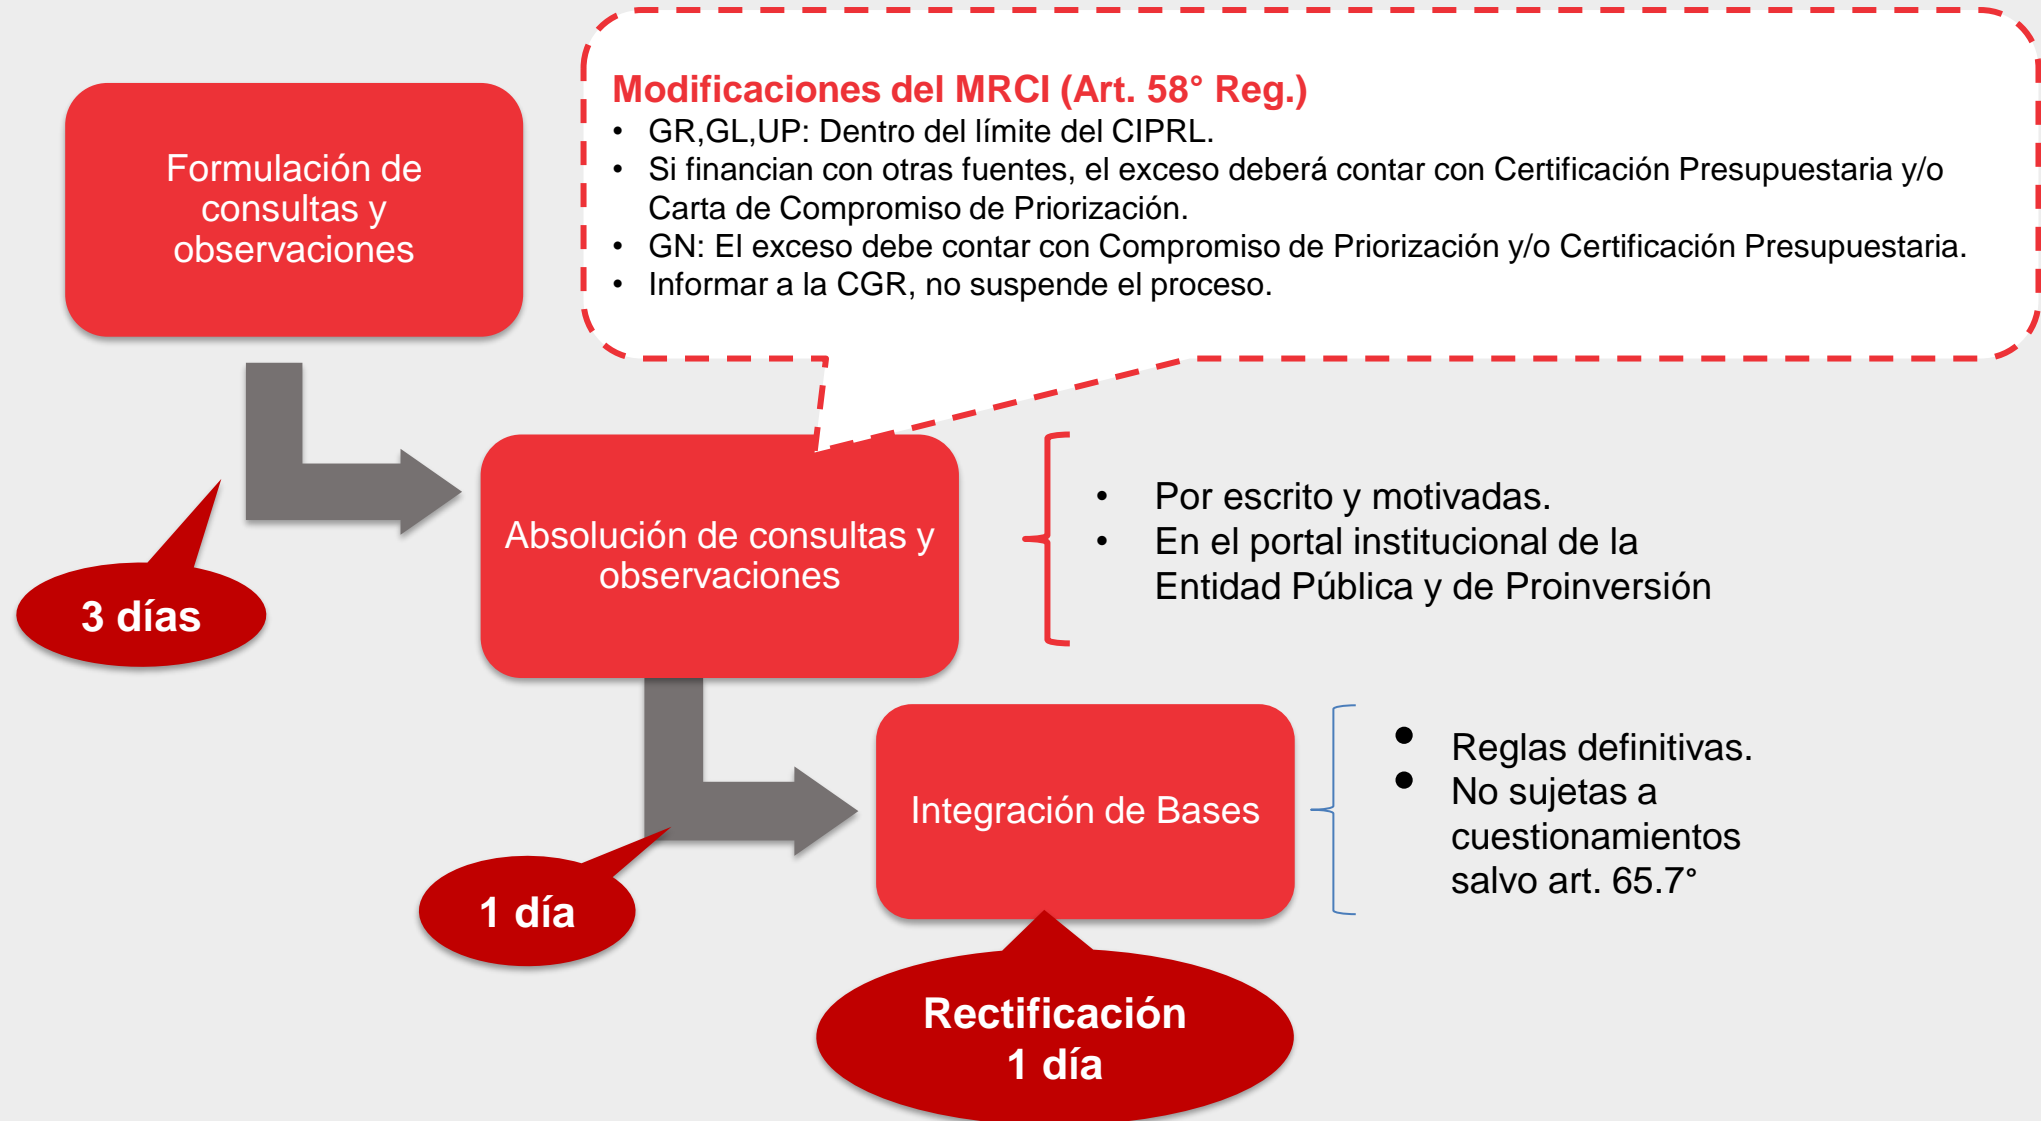 Modificaciones del MRCI (Art. 58° Reg.)
• GR,GL,UP: Dentro del límite del CIPRL.
• Si financian con otras fuentes, el exceso deberá contar con Certificación Presupuestaria y/o
Carta de Compromiso de Priorización.
• GN: El exceso debe contar con Compromiso de Priorización y/o Certificación Presupuestaria.
• Informar a la CGR, no suspende el proceso.
Formulación de
consultas y
observaciones
3 días
Absolución de consultas y
observaciones
• Por escrito y motivadas.
• En el portal institucional de la
Entidad Pública y de Proinversión
1 día
Integración de Bases
• Reglas definitivas.
• No sujetas a
cuestionamientos
salvo art. 65.7°
Rectificación
1 día